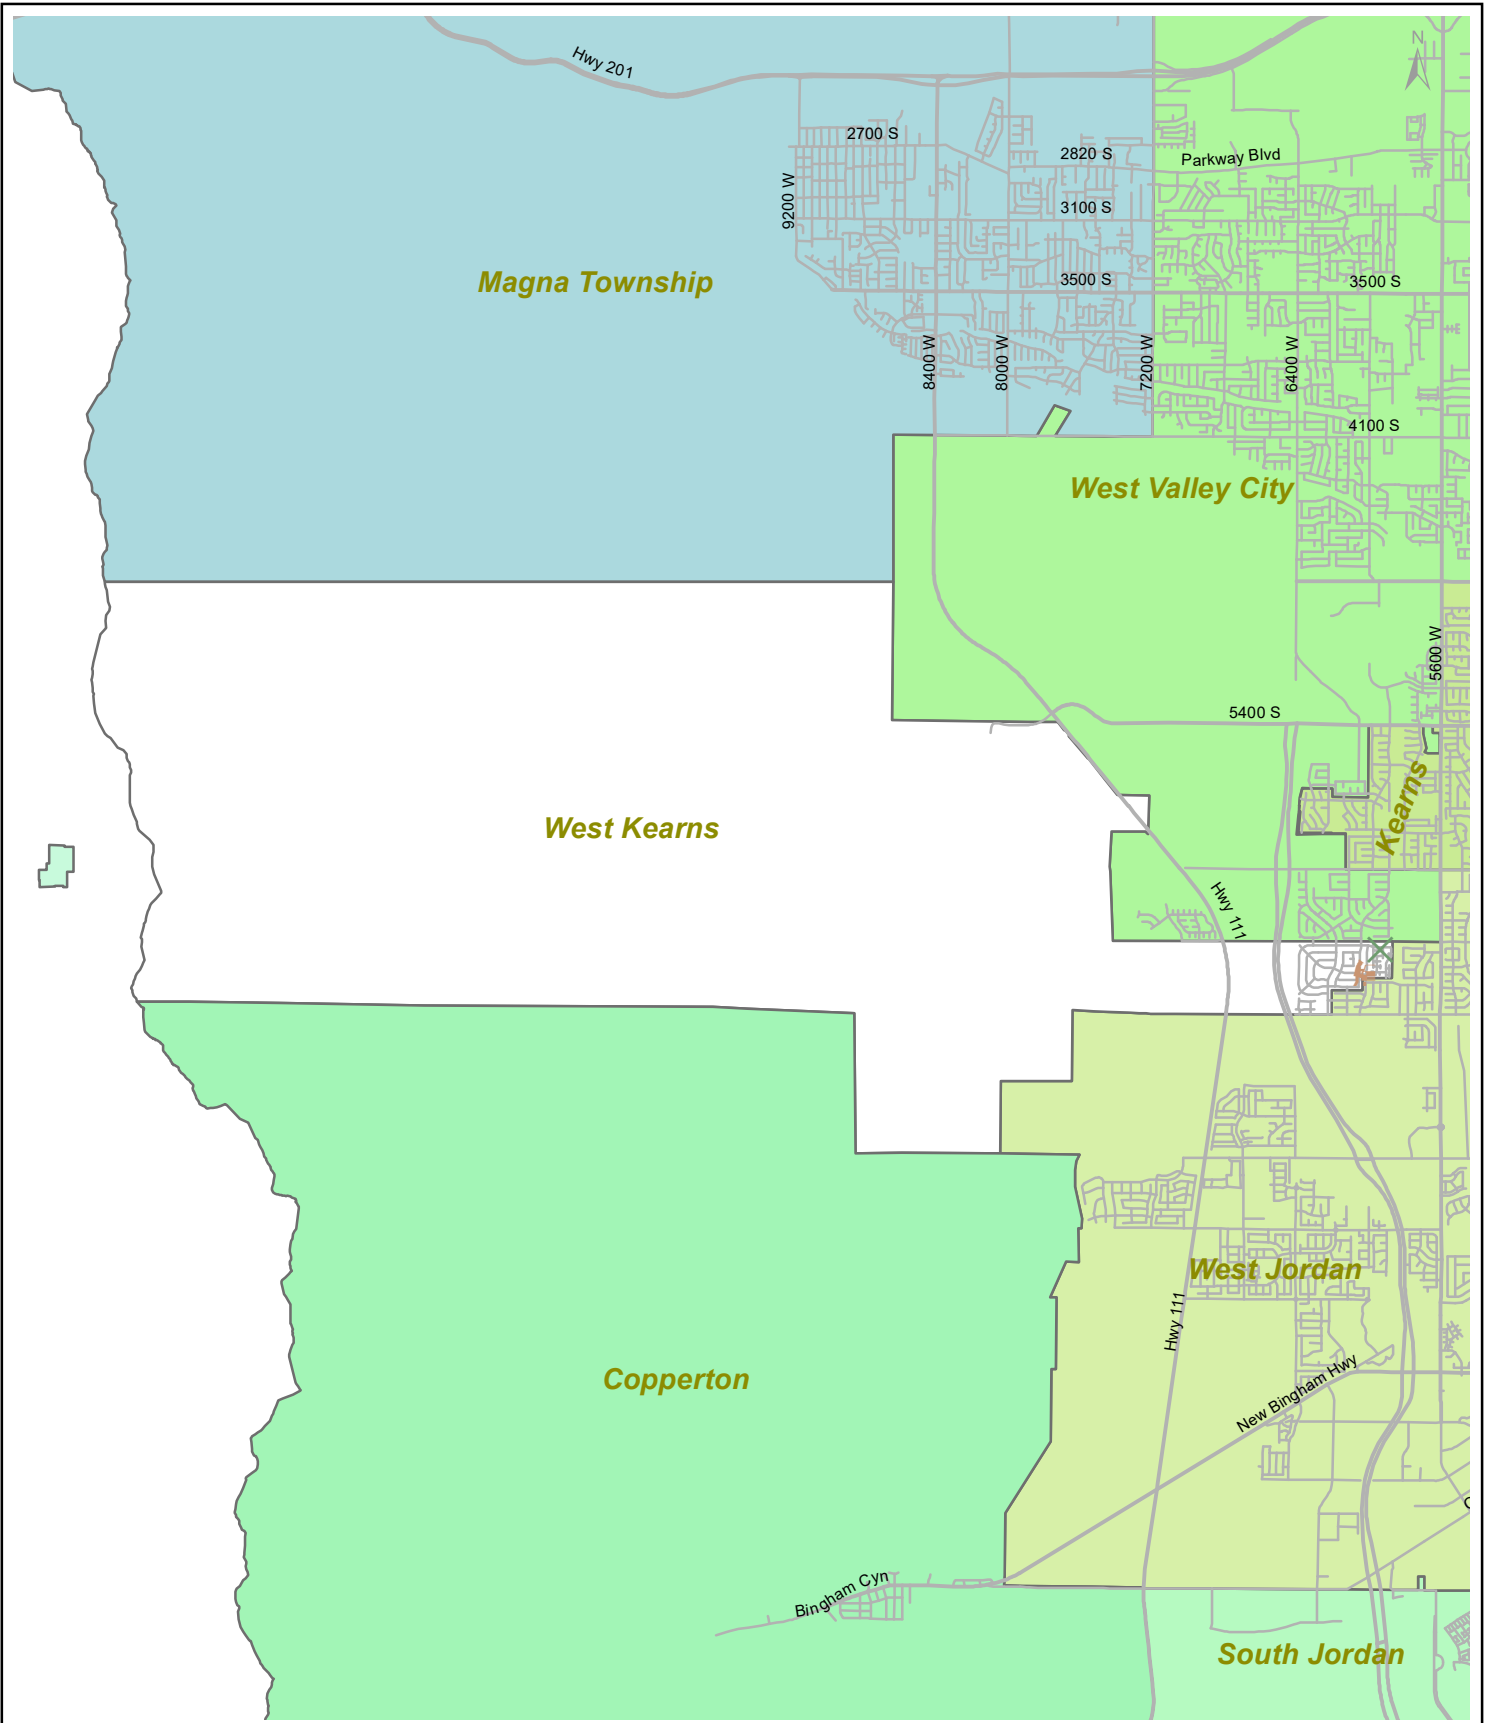 N
Hwy 201
2700 S
2820 S
Parkway Blvd
9200 W
3100 S
Magna Township
3500 S
3500 S
8400 W
8000 W
7200 W
6400 W
4100 S
West Valley City
5600 W
5400 S
Kearns
West Kearns
Hwy 111
West Jordan
Hwy 111
Copperton
New Bingham Hwy
Bingham Cyn
South Jordan